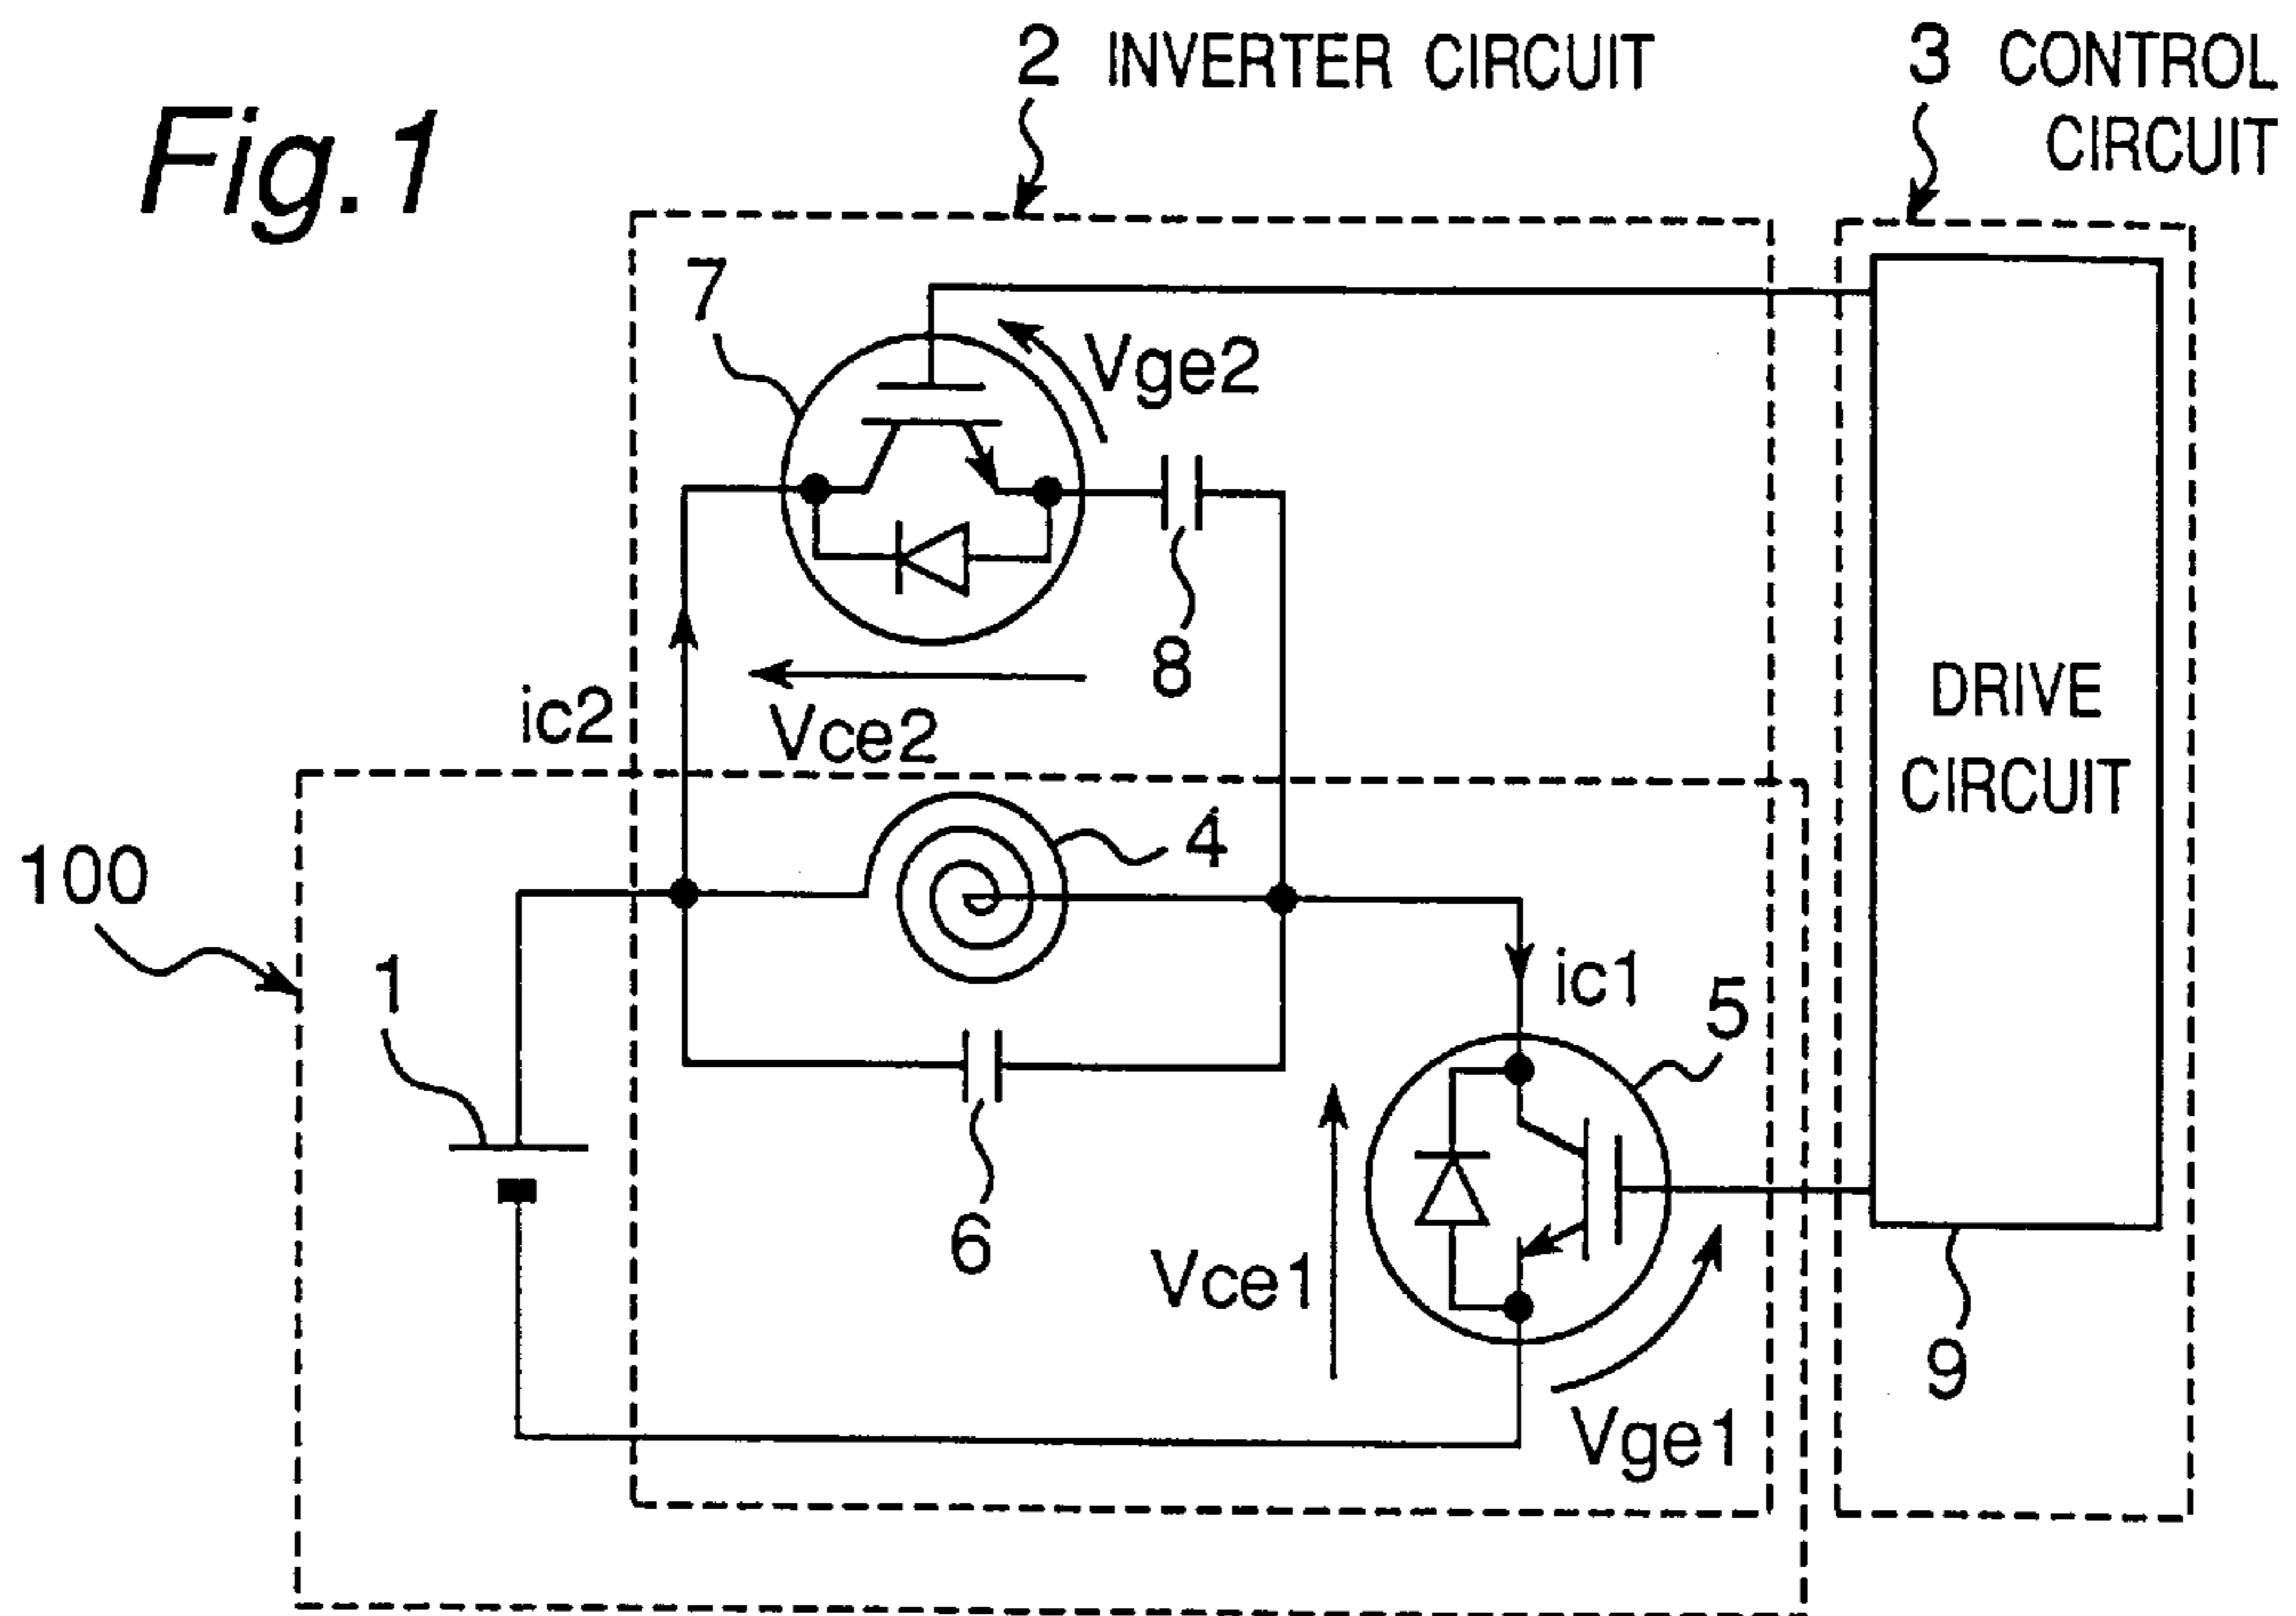 Fig.1
2 INVERTER CIRCUIT
3 CONTROL
CIRCUIT
7
Vge2
8
ic2
Vce2
DRIVE
CIRCUIT
4
100
1
ic1
5
6
Vce1
9
Vge1